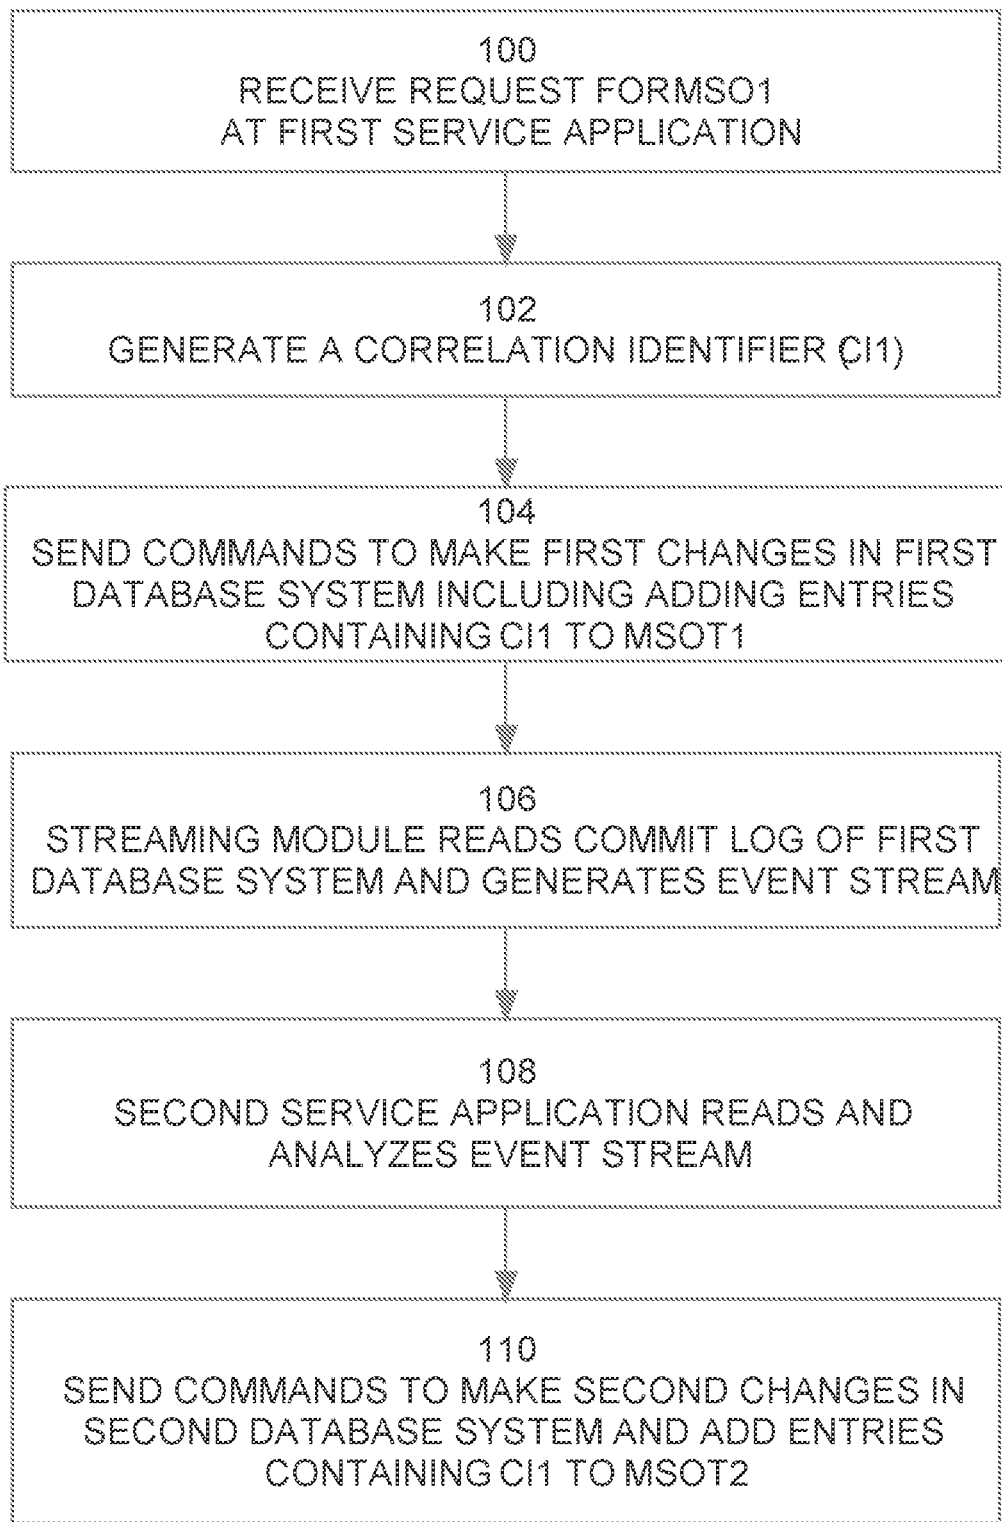 100
RECEIVE REQUEST FORMSO1
AT FIRST SERVICE APPLICATION
102
GENERATE A CORRELATION IDENTIFIER (CI1)
104
SEND COMMANDS TO MAKE FIRST CHANGES IN FIRST
DATABASE SYSTEM INCLUDING ADDING ENTRIES
CONTAINING CI1 TO MSOT1
106
STREAMING MODULE READS COMMIT LOG OF FIRST
DATABASE SYSTEM AND GENERATES EVENT STREAM
108
SECOND SERVICE APPLICATION READS AND
ANALYZES EVENT STREAM
110
SEND COMMANDS TO MAKE SECOND CHANGES IN
SECOND DATABASE SYSTEM AND ADD ENTRIES
CONTAINING CI1 TO MSOT2